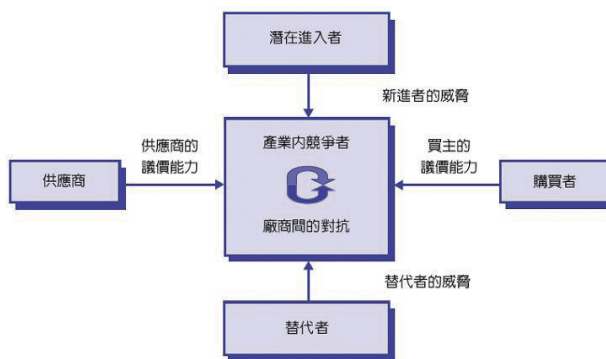 潛在進入者
新進者的威脅
供應商的
議價能力
產業內競爭者
買主的
議價能力
供應商
廠商間的對抗
購買者
替代者的威脅
替代者